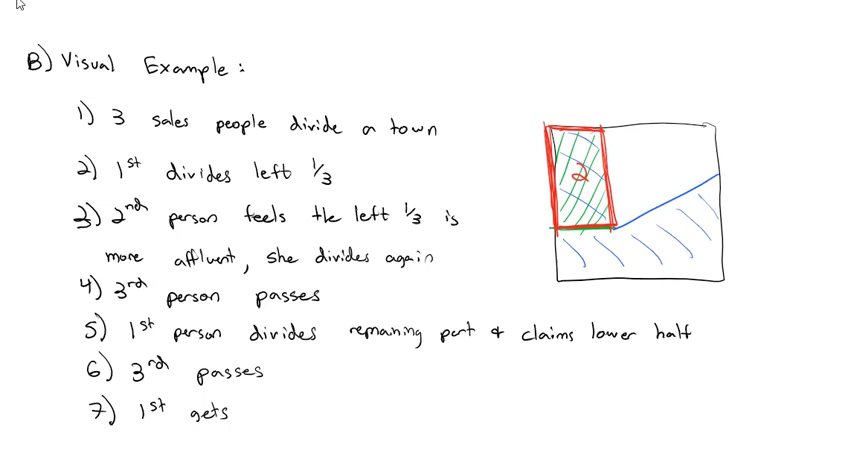 B) Visual Example:
1) 3 sales people divide a town
2) 1st divides left 1/3
3) 2nd person feels the left 1/3 is
more affluent, she divides again
4) 3rd person passes
5) 1st person divides remaining part + claims lower half
6) 3rd passes
7) 1st gets
2